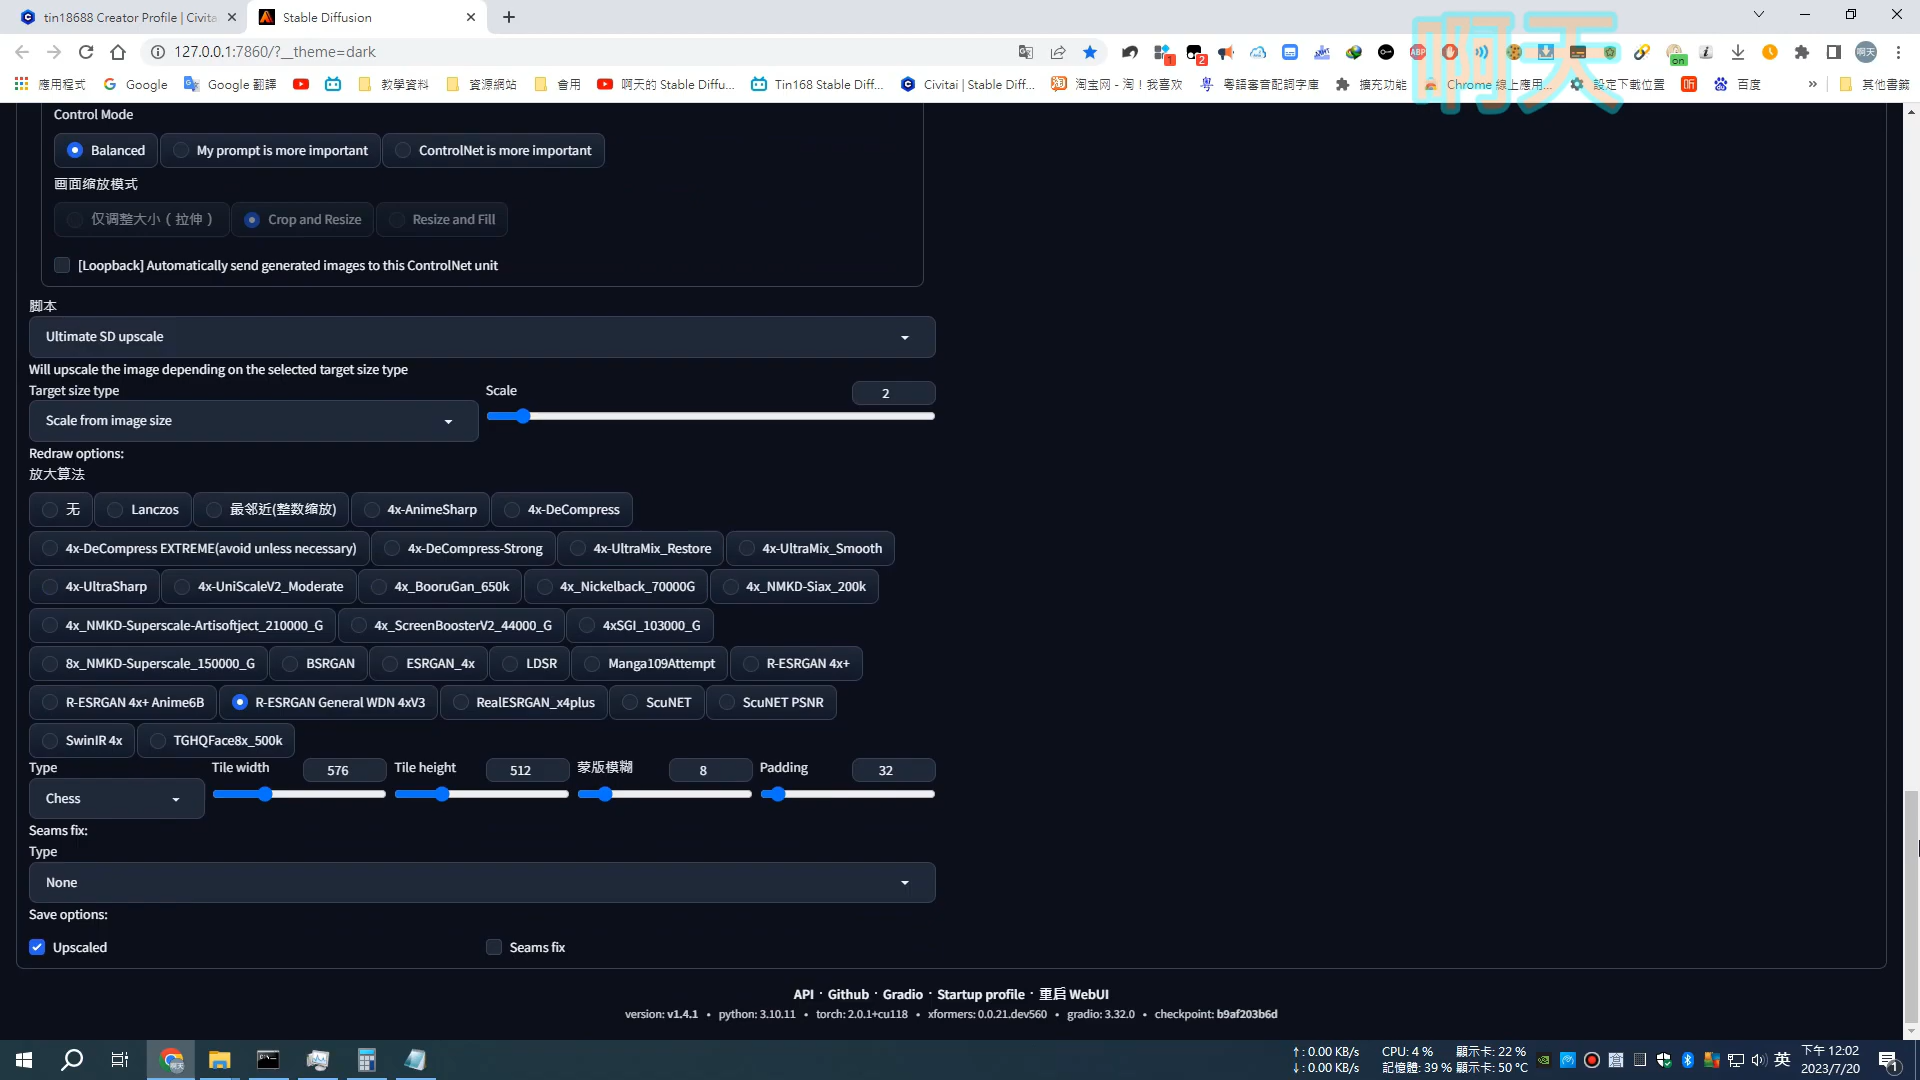 tin18688 Creator Profile | Civita
Stable Diffusion
127.0.0.1:7860/?__theme=dark
啊天
應用程式
Google
Google 翻譯
教學資料
資源網站
會用
啊天的 Stable Diffu...
Tin168 Stable Diff...
Civitai | Stable Diff...
淘宝网 - 淘！我喜欢
粵語審音配詞字庫
擴充功能
Chrome 線上應用...
設定下載位置
百度
»
其他書籤
Control Mode
Balanced
My prompt is more important
ControlNet is more important
画面缩放模式
仅调整大小（拉伸）
Crop and Resize
Resize and Fill
[Loopback] Automatically send generated images to this ControlNet unit
脚本
Ultimate SD upscale
Will upscale the image depending on the selected target size type
Target size type
Scale
2
Scale from image size
Redraw options:
放大算法
无
Lanczos
最邻近(整数缩放)
4x-AnimeSharp
4x-DeCompress
4x-DeCompress EXTREME(avoid unless necessary)
4x-DeCompress-Strong
4x-UltraMix_Restore
4x-UltraMix_Smooth
4x-UltraSharp
4x-UniScaleV2_Moderate
4x_BooruGan_650k
4x_Nickelback_70000G
4x_NMKD-Siax_200k
4x_NMKD-Superscale-Artisoftject_210000_G
4x_ScreenBoosterV2_44000_G
4xSGI_103000_G
8x_NMKD-Superscale_150000_G
BSRGAN
ESRGAN_4x
LDSR
Manga109Attempt
R-ESRGAN 4x+
R-ESRGAN 4x+ Anime6B
R-ESRGAN General WDN 4xV3
RealESRGAN_x4plus
ScuNET
ScuNET PSNR
SwinIR 4x
TGHQFace8x_500k
Type
Tile width
576
Tile height
512
蒙版模糊
8
Padding
32
Chess
Seams fix:
Type
None
Save options:
Upscaled
Seams fix
API · Github · Gradio · Startup profile · 重启 WebUI
version: v1.4.1 • python: 3.10.11 • torch: 2.0.1+cu118 • xformers: 0.0.21.dev560 • gradio: 3.32.0 • checkpoint: b9af203b6d
↑: 0.00 KB/s
↓: 0.00 KB/s
CPU: 4 %
記憶體: 39 %
顯示卡: 22 %
顯示卡: 50 °C
英
下午 12:02
2023/7/20